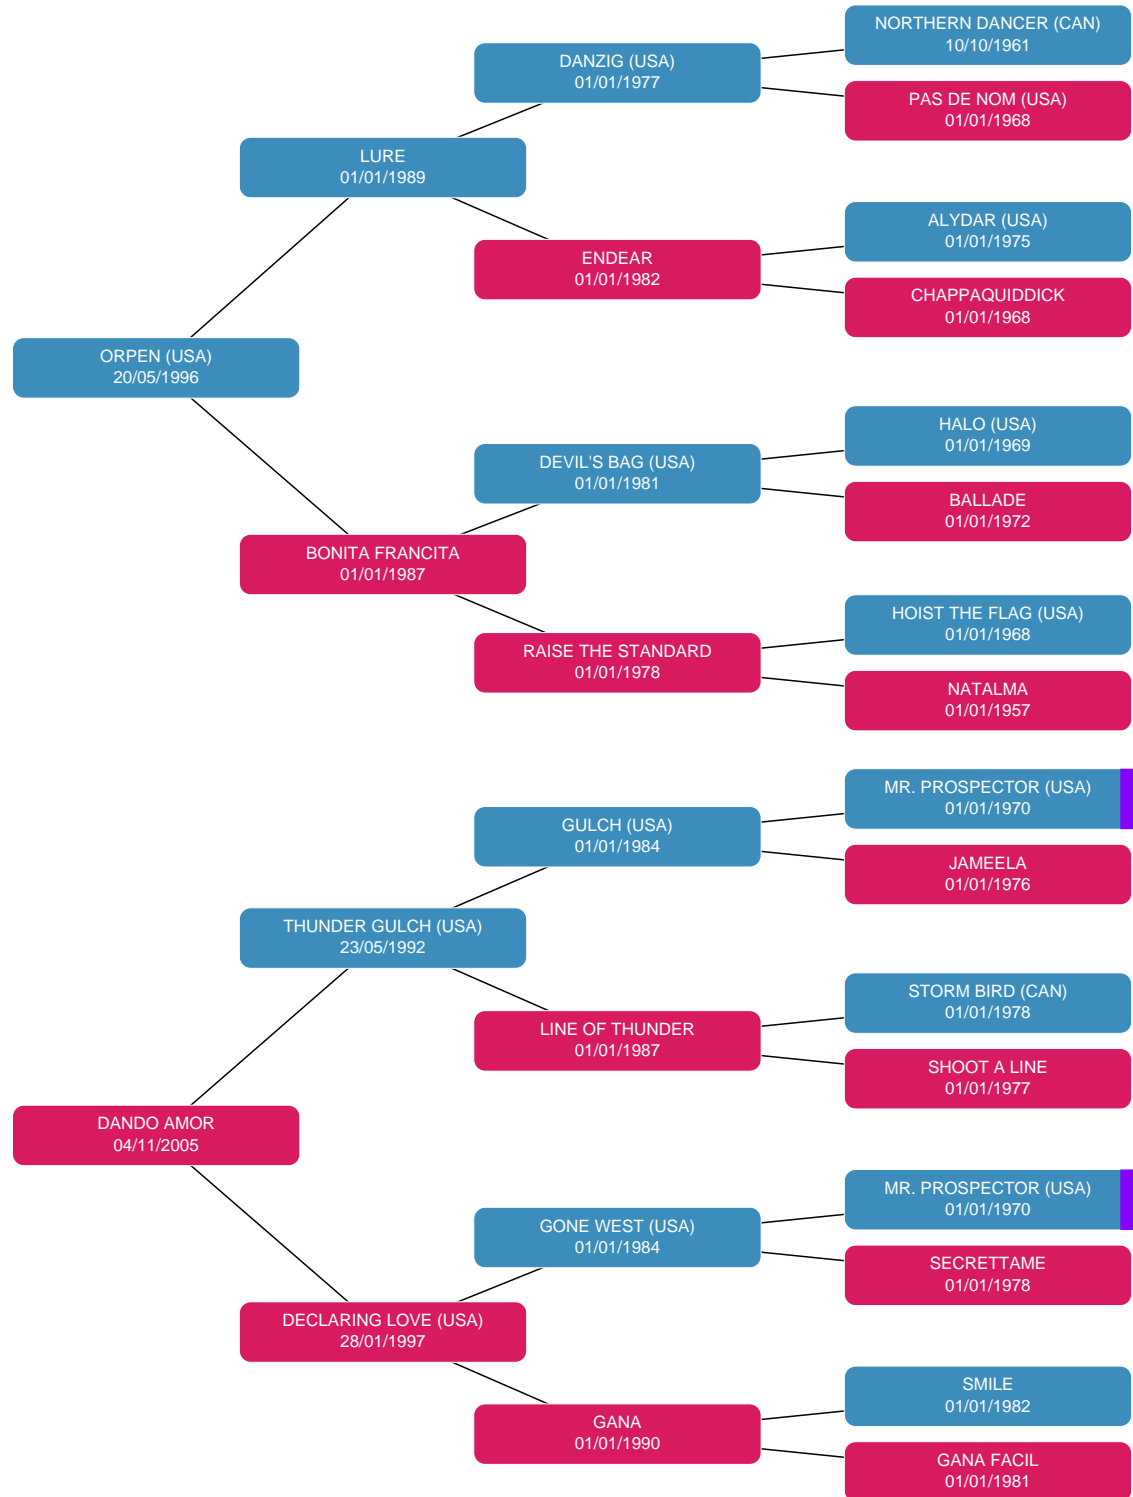 NORTHERN DANCER (CAN)
10/10/1961
DANZIG (USA)
01/01/1977
PAS DE NOM (USA)
01/01/1968
LURE
01/01/1989
ALYDAR (USA)
01/01/1975
ENDEAR
01/01/1982
CHAPPAQUIDDICK
01/01/1968
ORPEN (USA)
20/05/1996
HALO (USA)
01/01/1969
DEVIL'S BAG (USA)
01/01/1981
BALLADE
01/01/1972
BONITA FRANCITA
01/01/1987
HOIST THE FLAG (USA)
01/01/1968
RAISE THE STANDARD
01/01/1978
NATALMA
01/01/1957
MR. PROSPECTOR (USA)
01/01/1970
GULCH (USA)
01/01/1984
JAMEELA
01/01/1976
THUNDER GULCH (USA)
23/05/1992
STORM BIRD (CAN)
01/01/1978
LINE OF THUNDER
01/01/1987
SHOOT A LINE
01/01/1977
DANDO AMOR
04/11/2005
MR. PROSPECTOR (USA)
01/01/1970
GONE WEST (USA)
01/01/1984
SECRETTAME
01/01/1978
DECLARING LOVE (USA)
28/01/1997
SMILE
01/01/1982
GANA
01/01/1990
GANA FACIL
01/01/1981